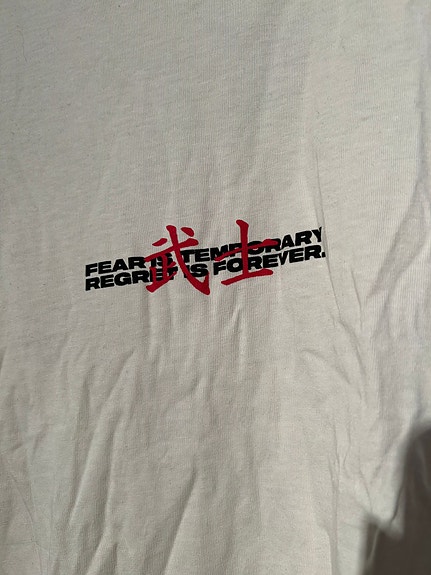 FEAR IS TEMPORARY
REGRET IS FOREVER.
武士